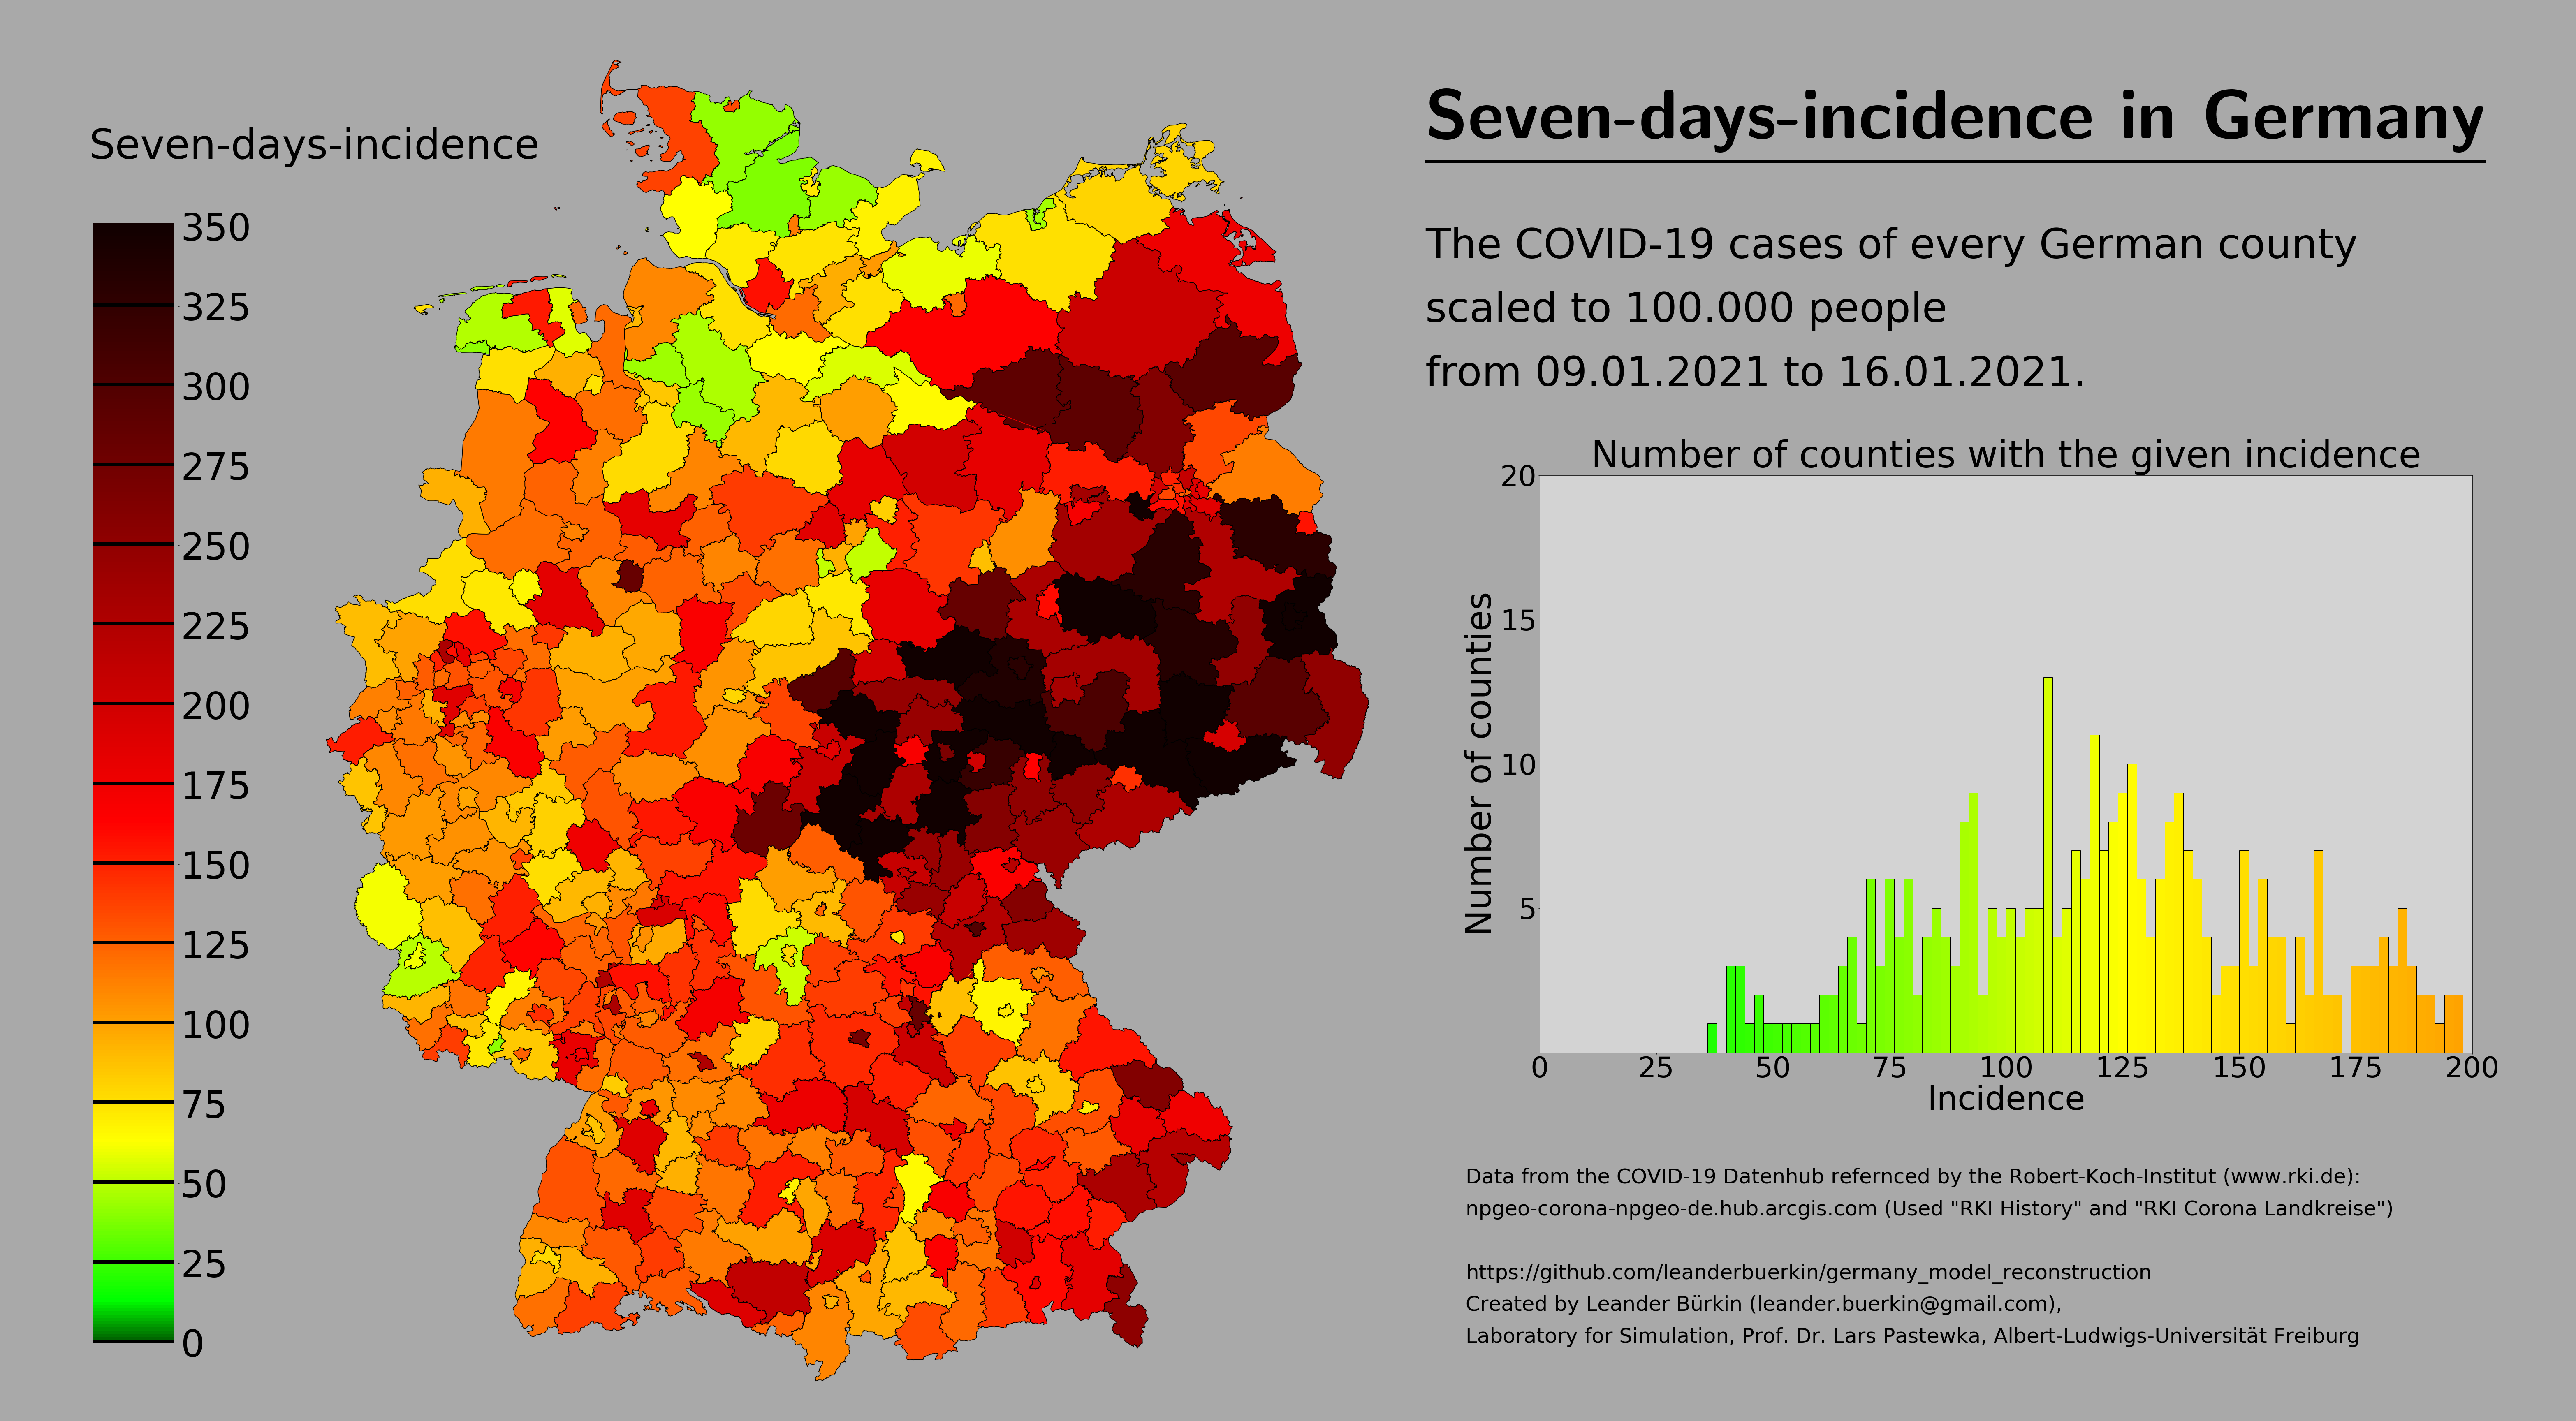 Seven-days-incidence in Germany
Seven-days-incidence
350
325
300
275
250
225
200
175
150
125
100
75
50
25
0
The COVID-19 cases of every German county
scaled to 100.000 people
from 09.01.2021 to 16.01.2021.
Number of counties with the given incidence
Number of counties
20
15
10
5
0 25 50 75 100 125 150 175 200
Incidence
Data from the COVID-19 Datenhub refernced by the Robert-Koch-Institut (www.rki.de):
npgeo-corona-npgeo-de.hub.arcgis.com (Used "RKI History" and "RKI Corona Landkreise")
https://github.com/leanderbuerkin/germany_model_reconstruction
Created by Leander Bürkin (leander.buerkin@gmail.com),
Laboratory for Simulation, Prof. Dr. Lars Pastewka, Albert-Ludwigs-Universität Freiburg